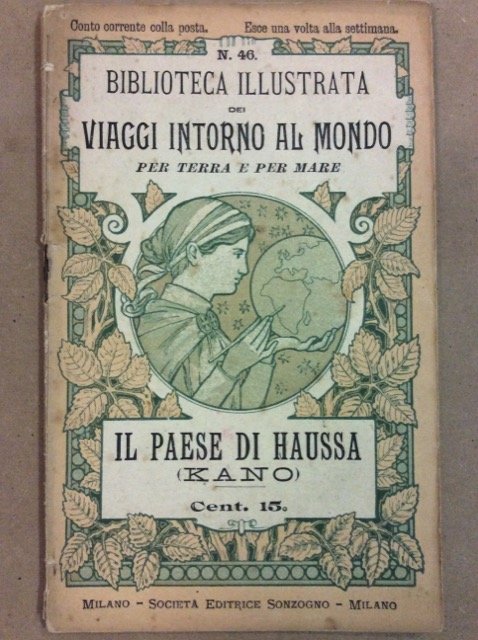 Conto corrente colla posta. Esce una volta alla settimana.
N. 46.
BIBLIOTECA ILLUSTRATA
DEI
VIAGGI INTORNO AL MONDO
PER TERRA E PER MARE
IL PAESE DI HAUSSA
(KANO)
Cent. 15.
MILANO - SOCIETÀ EDITRICE SONZOGNO - MILANO